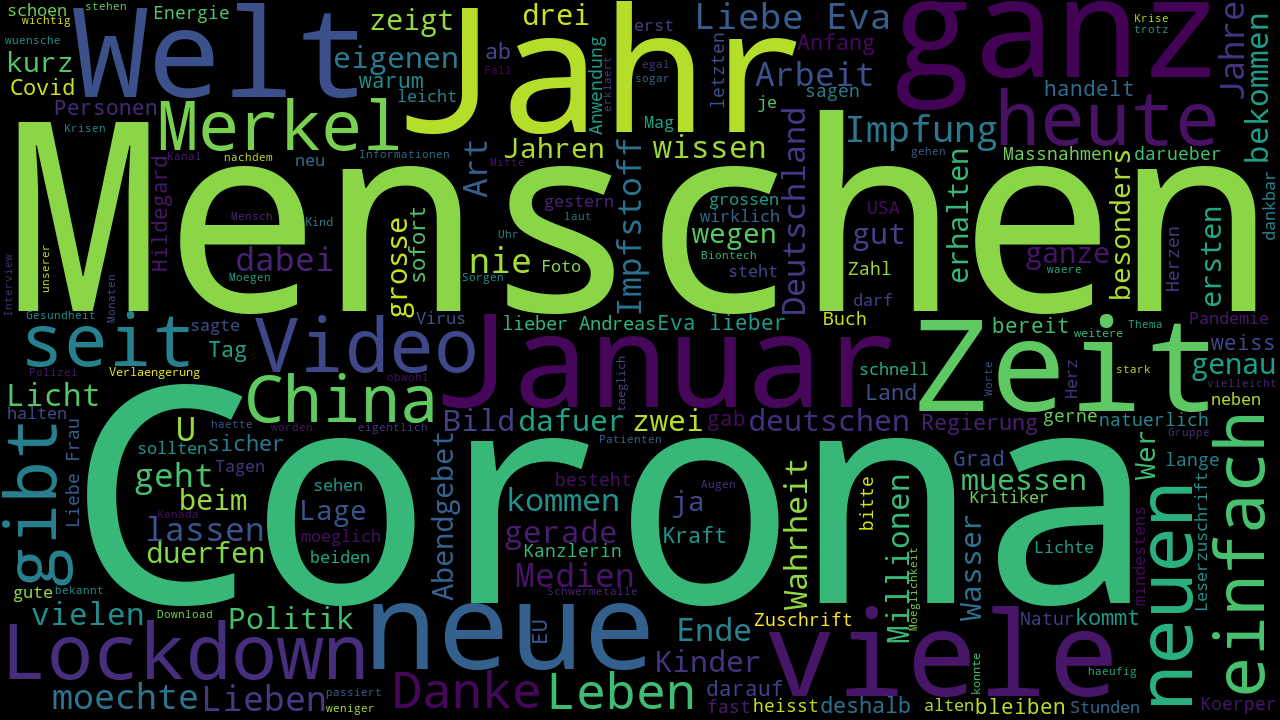 schoen
stehen
wichtig
Energie
wuensche
kurz
Covid
Welt
zeigt
eigenen
warum
leicht
ab
Fall
Jahr
drei
Anwendung
erklaert
erst
egal
sogar
Mag
Liebe Eva
letzten
Anfang
Arbeit
sagen
je
ganz
Krise
trotz
Jahre
bekommen
handelt
heute
Personen
Krisen
Merkel
Kanal
nachdem
neu
Informationen
Art
Jahren
Mitte
wissen
Impfung
gehen
Massnahmen
darueber
Menschen
Hildegard
Mensch
Kind
dabei
Moegen
grosse
sofort
gestern
laut
Uhr
nie
Foto
Sorgen
Impfstoff
grossen
wirklich
wegen
Biontech
steht
Deutschland
USA
gut
Zahl
darf
erhalten
ganze
waere
besonders
Herzen
ersten
dankbar
Interview
unserer
Monaten
Gesundheit
seit
sagte
Tag
Polizei
Verlaengerung
Video
Virus
obwohl
lieber Andreas
Eva lieber
Januar
taeglich
Buch
schnell
Land
Zeit
bereit
weitere
Thema
Pandemie
weiss
genau
stark
vielleicht
Worte
Herz
Licht
halten
China
Bild
dafuer
zwei
gab
deutschen
Regierung
gerne
natuerlich
neben
Gruppe
gibt
Liebe Frau
U
haette
worden
eigentlich
sollten
sicher
Corona
geht
Tagen
beim
Kanada
lassen
duerfen
sehen
Lage
moeglich
beiden
Abendgebet
Patienten
besteht
kommen
gerade
Kanzlerin
Medien
Schwermetalle
Augen
ja
Kraft
Wahrheit
bitte
Millionen
Moeglichkeit
Grad
muessen
Kritiker
Wasser
Lichte
Wer
lange
mindestens
Leserzuschrift
neuen
einfach
gute
bekannt
vielen
Download
Politik
neue
EU
Ende
Zuschrift
viele
Natur
kommt
Lockdown
Kinder
konnte
haeufig
moechte
Lieben
passiert
weniger
Danke
Leben
darauf
fast
heisst
deshalb
alten
bleiben
Stunden
Koerper